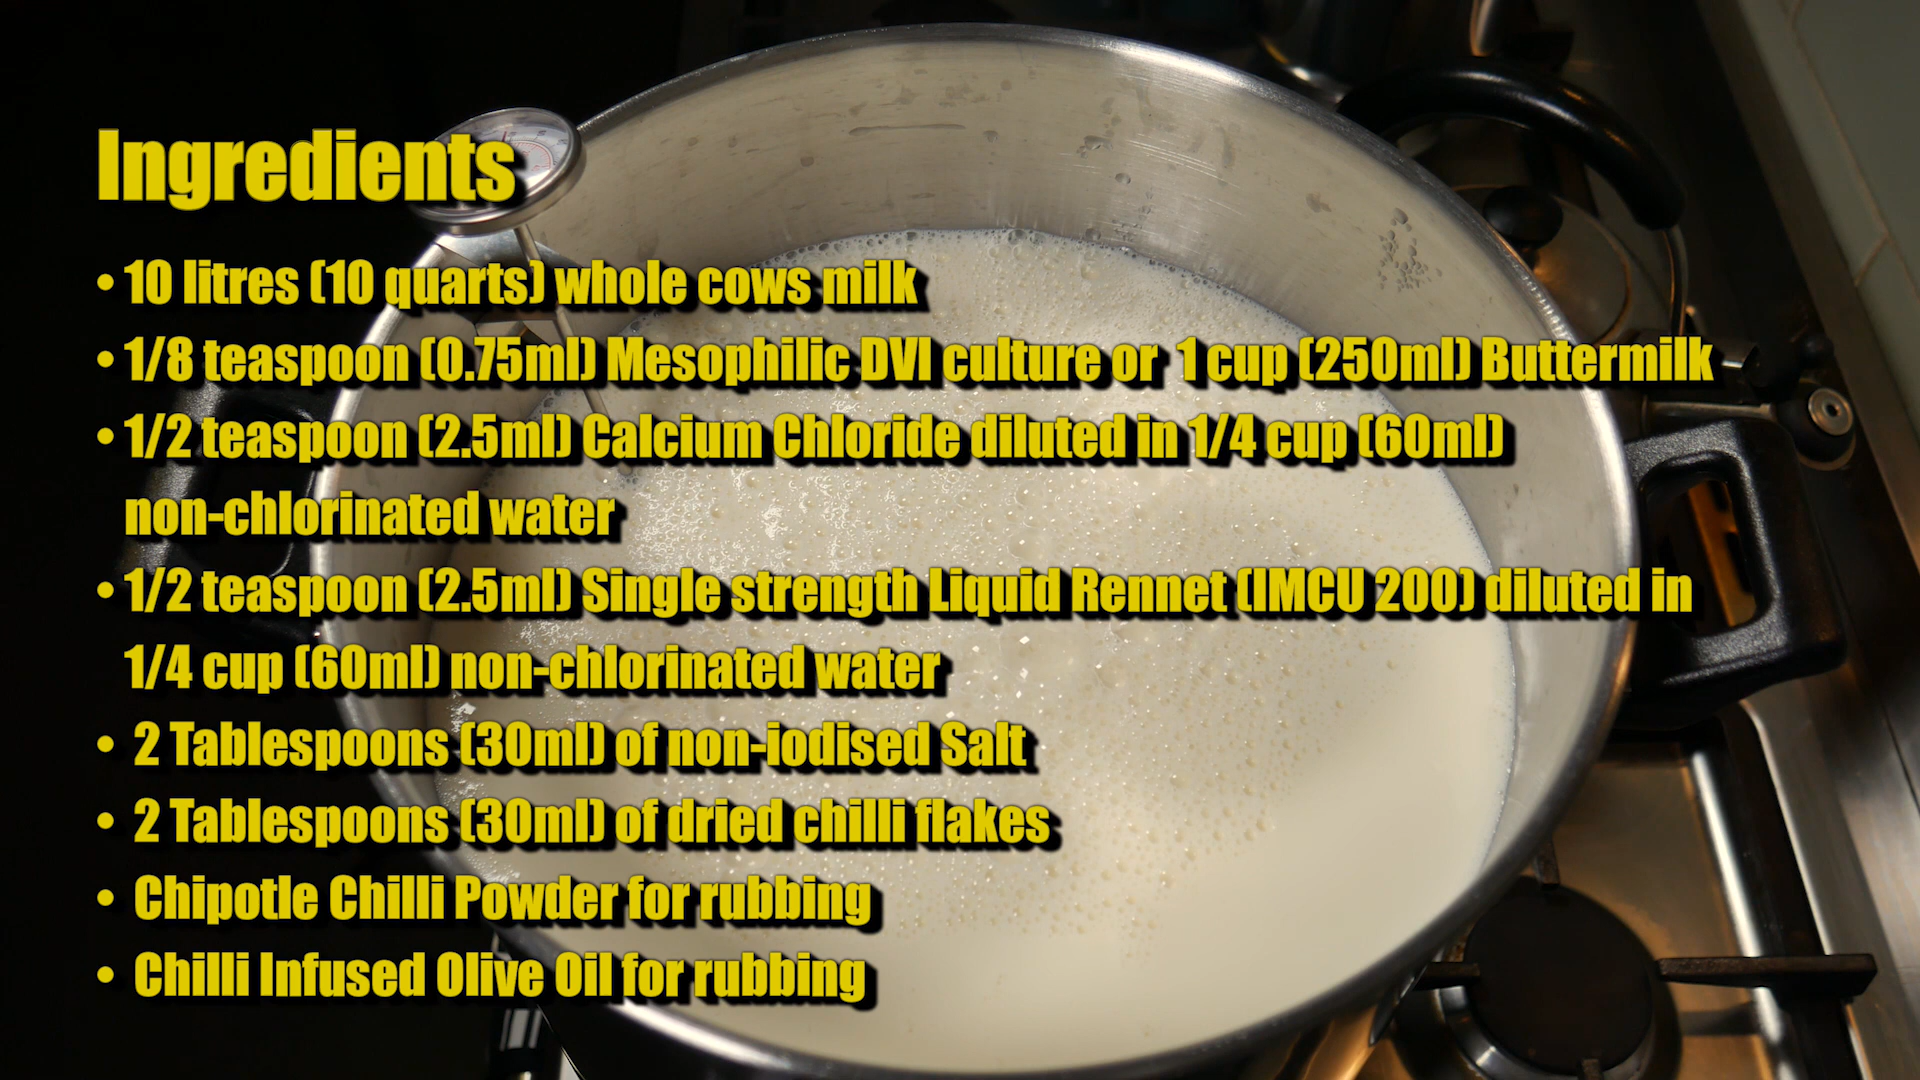 Ingredients
• 10 litres (10 quarts) whole cows milk
• 1/8 teaspoon (0.75ml) Mesophilic DVI culture or 1 cup (250ml) Buttermilk
• 1/2 teaspoon (2.5ml) Calcium Chloride diluted in 1/4 cup (60ml)
non-chlorinated water
• 1/2 teaspoon (2.5ml) Single strength Liquid Rennet (IMCU 200) diluted in
1/4 cup (60ml) non-chlorinated water
• 2 Tablespoons (30ml) of non-iodised Salt
• 2 Tablespoons (30ml) of dried chilli flakes
• Chipotle Chilli Powder for rubbing
• Chilli Infused Olive Oil for rubbing